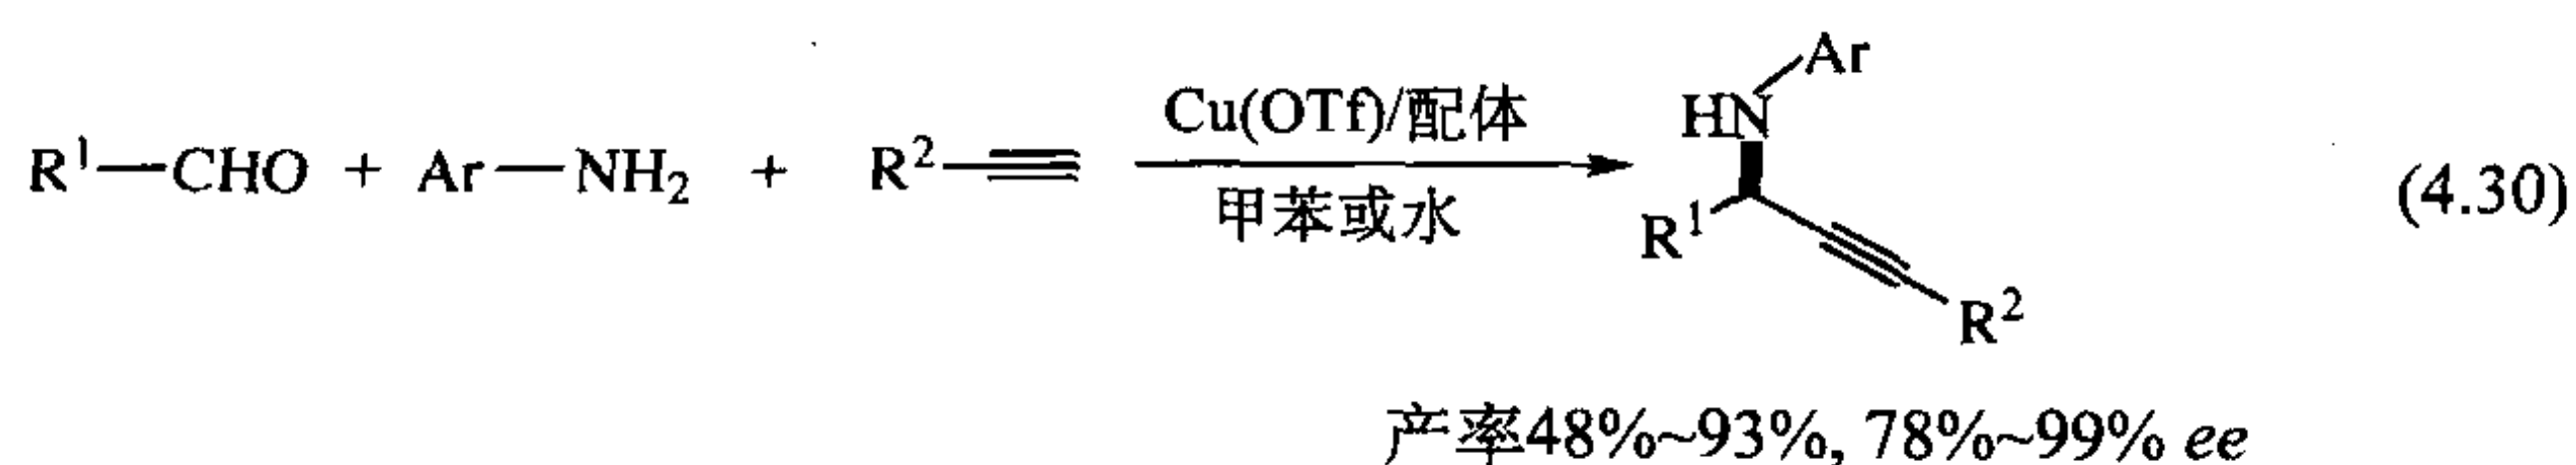 Cu(OTf)/配体
R¹—CHO + Ar—NH₂ + R²—≡
甲苯或水
Ar
HN
R¹
R²
(4.30)
产率48%~93%, 78%~99% ee